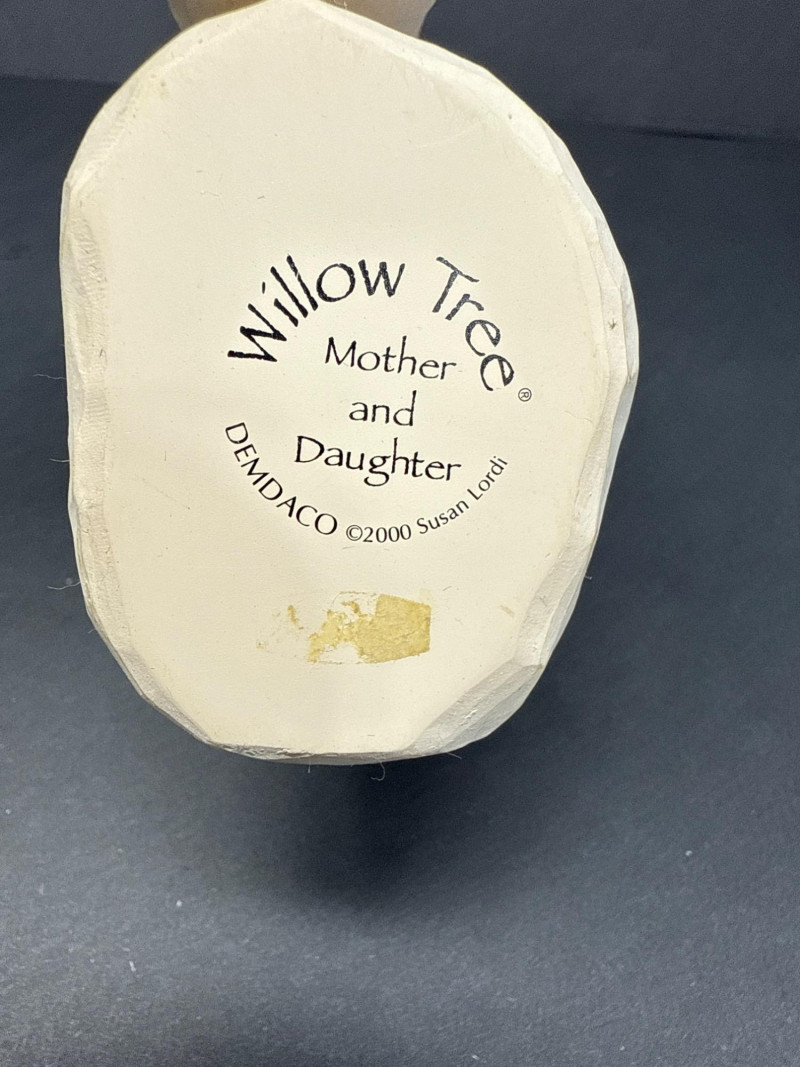 Willow Tree®
Mother
and
Daughter
DEMDACO ©2000 Susan Lordi